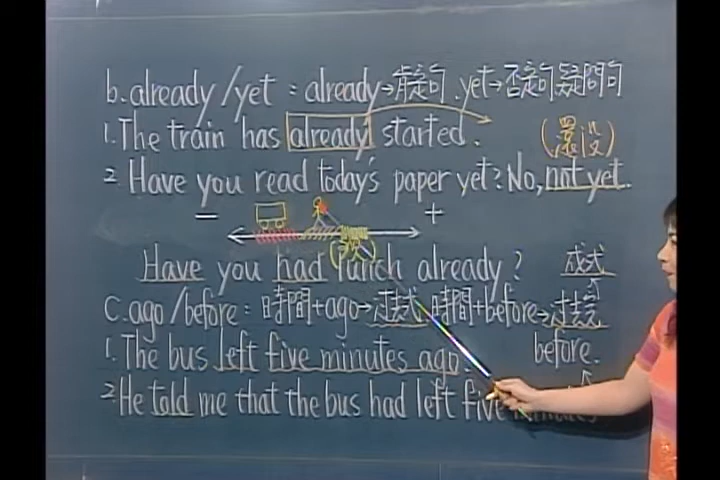 b. already/yet : already→肯定句. yet→否定句疑問句
1. The train has already started. (還沒)
2 Have you read today's paper yet? No, not yet.
− +
Have you had lunch already? 成式
C. ago/before : 時間+ago→過去式 時間+before→過去完
1. The bus left five minutes ago. before.
2 He told me that the bus had left five minutes